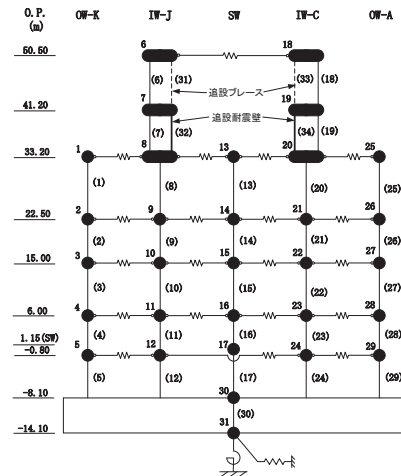 O.P. OW-K IW-J SW IW-C OW-A
(m)
50.50 6 18
(6) (31) (33) (18)
追設ブレース
41.20 7 19
追設耐震壁
(7) (32) (34) (19)
33.20 1 8 13 20 25
(1) (8) (13) (20) (25)
22.50 2 9 14 21 26
(2) (9) (14) (21) (26)
15.00 3 10 15 22 27
(3) (10) (15) (22) (27)
6.00 4 11 16 23 28
(4) (11) (16) (23) (28)
1.15(SW) 17
-0.80 5 12 24 29
(5) (12) (17) (24) (29)
-8.10 30
(30)
-14.10 31